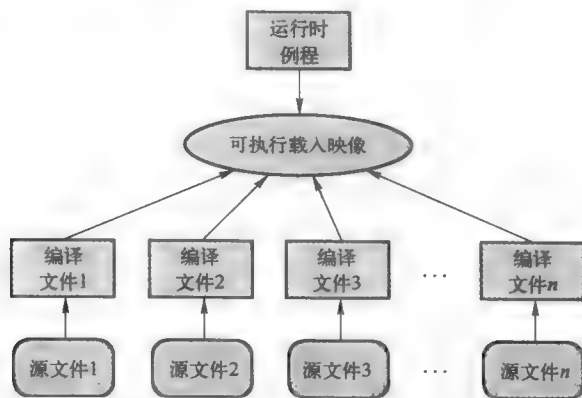 运行时
例程
可执行载入映像
编译
文件1
编译
文件2
编译
文件3
…
编译
文件n
源文件1
源文件2
源文件3
…
源文件n